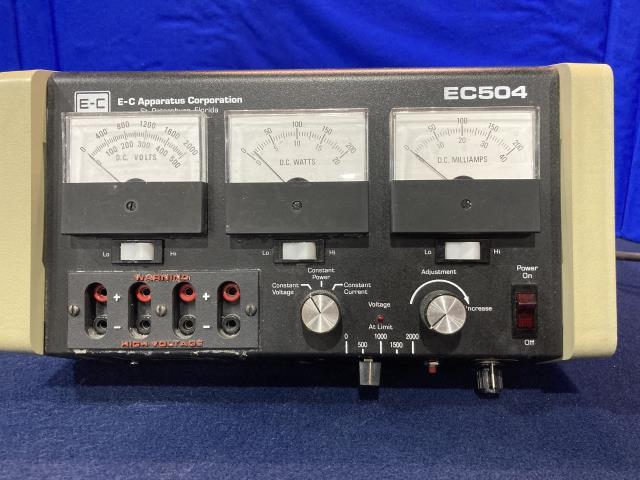 E-C
E-C Apparatus Corporation
St. Petersburg, Florida
EC504
0 400 800 1200 1600 2000
0 100 200 300 400 500
D.C. VOLTS
0 50 100 150 200
0 5 10 15 20
D.C. WATTS
0 50 100 150 200
0 10 20 30 40
D.C. MILLIAMPS
Lo Hi
Lo Hi
Lo Hi
WARNING
+ +
- -
HIGH VOLTAGE
Constant Voltage
Constant Power
Constant Current
Voltage
At Limit
0 500 1000 1500 2000
Adjustment
Increase
Power
On
Off